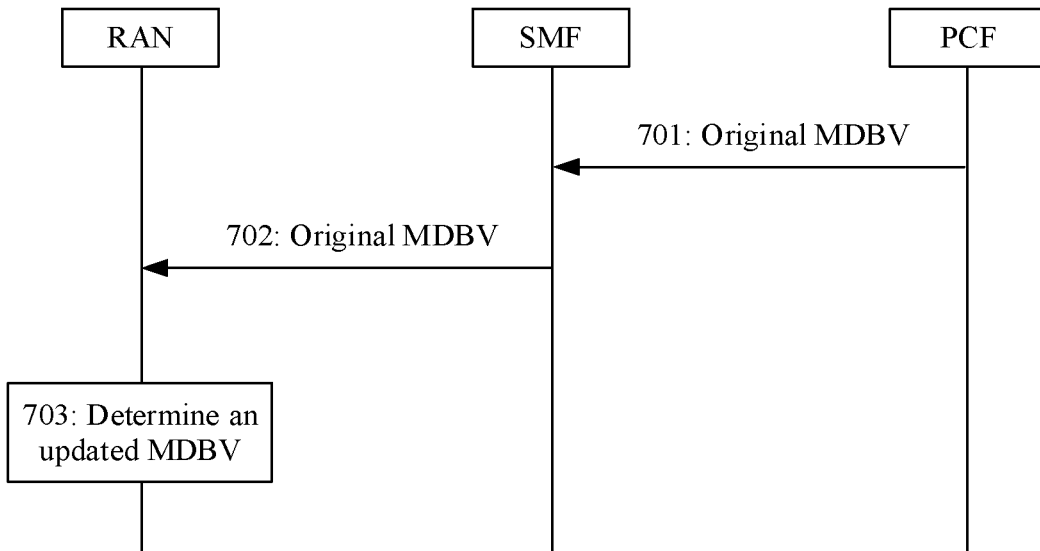 RAN
SMF
PCF
701: Original MDBV
702: Original MDBV
703: Determine an
updated MDBV